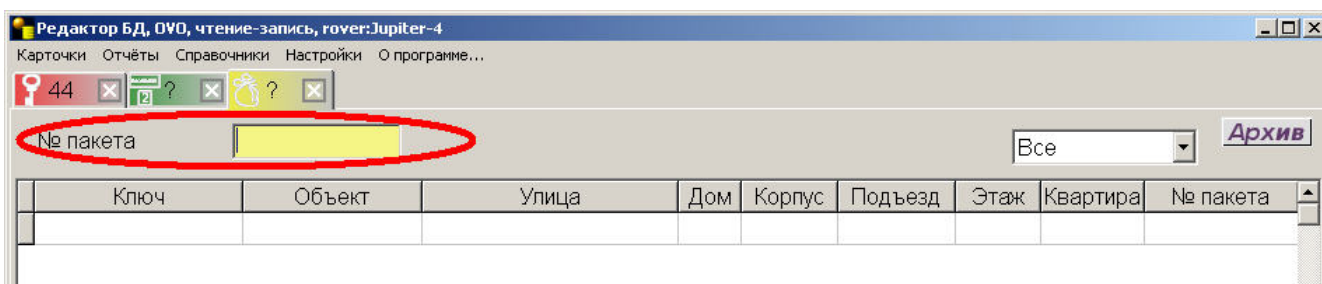 Редактор БД, OVO, чтение-запись, rover:Jupiter-4
Карточки Отчёты Справочники Настройки О программе...
44 ? ?
№ пакета Все Архив
Ключ Объект Улица Дом Корпус Подъезд Этаж Квартира № пакета